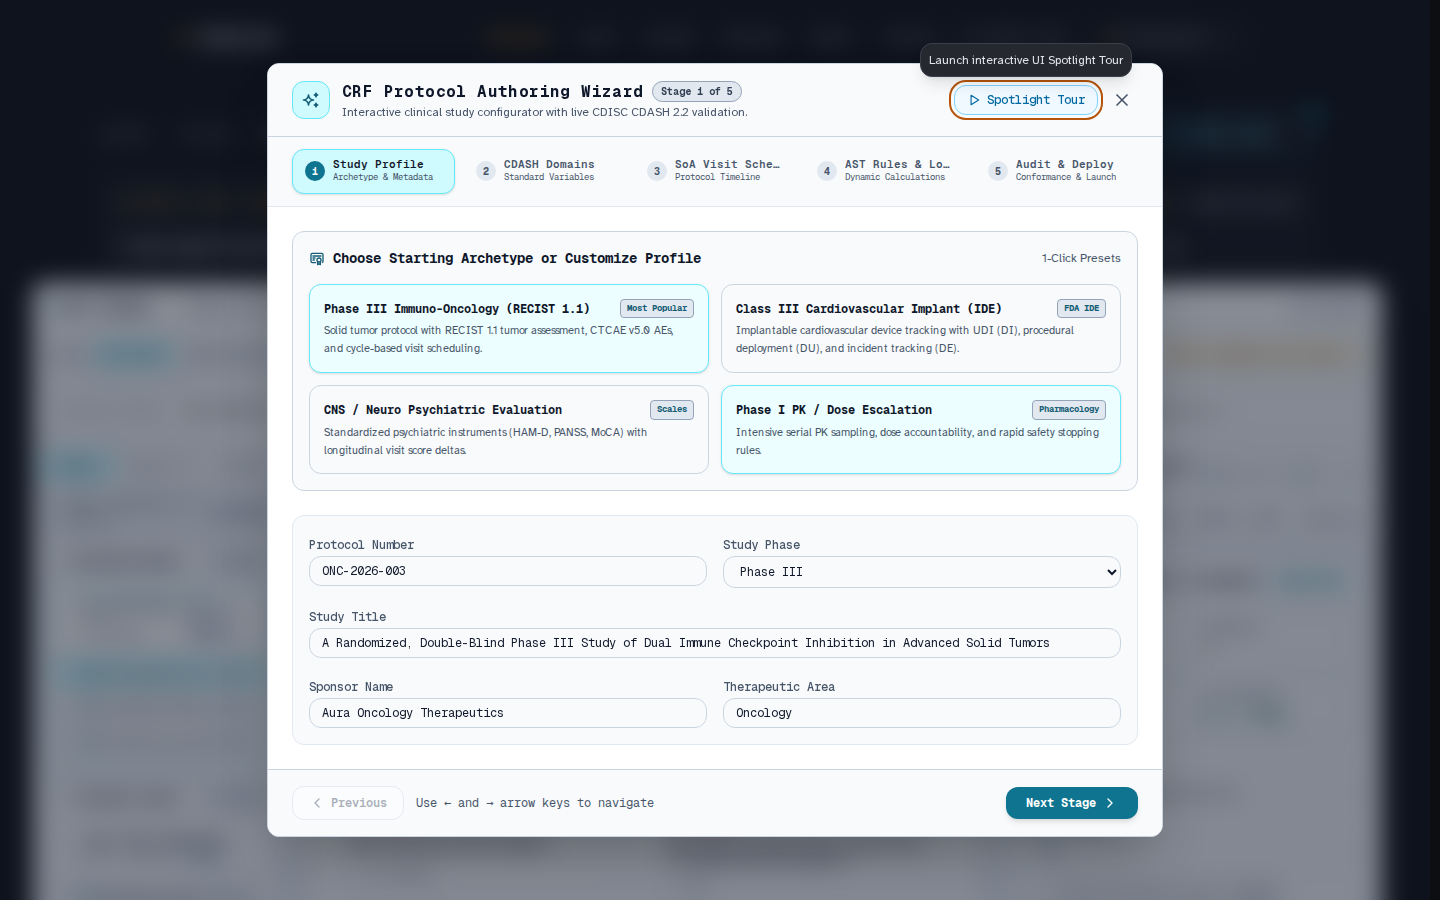 Launch interactive UI Spotlight Tour
CRF Protocol Authoring Wizard
Stage 1 of 5
Interactive clinical study configurator with live CDISC CDASH 2.2 validation.
Spotlight Tour
1
Study Profile
Archetype & Metadata
2
CDASH Domains
Standard Variables
3
SoA Visit Sche…
Protocol Timeline
4
AST Rules & Lo…
Dynamic Calculations
5
Audit & Deploy
Conformance & Launch
Choose Starting Archetype or Customize Profile
1-Click Presets
Phase III Immuno-Oncology (RECIST 1.1)
Most Popular
Solid tumor protocol with RECIST 1.1 tumor assessment, CTCAE v5.0 AEs,
and cycle-based visit scheduling.
Class III Cardiovascular Implant (IDE)
FDA IDE
Implantable cardiovascular device tracking with UDI (DI), procedural
deployment (DU), and incident tracking (DE).
CNS / Neuro Psychiatric Evaluation
Scales
Standardized psychiatric instruments (HAM-D, PANSS, MoCA) with
longitudinal visit score deltas.
Phase I PK / Dose Escalation
Pharmacology
Intensive serial PK sampling, dose accountability, and rapid safety stopping
rules.
Protocol Number
ONC-2026-003
Study Phase
Phase III
Study Title
A Randomized, Double-Blind Phase III Study of Dual Immune Checkpoint Inhibition in Advanced Solid Tumors
Sponsor Name
Aura Oncology Therapeutics
Therapeutic Area
Oncology
Previous
Use ← and → arrow keys to navigate
Next Stage